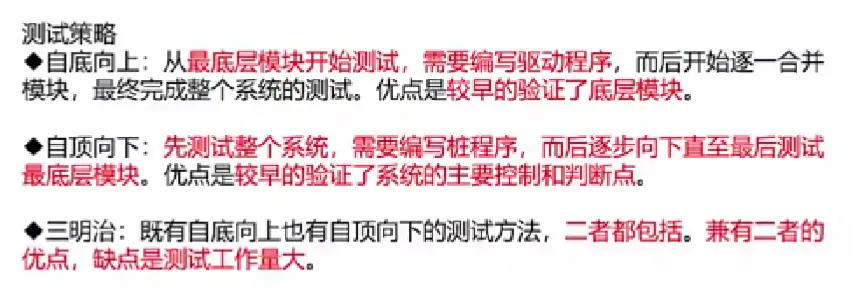 测试策略
◆自底向上：从最底层模块开始测试，需要编写驱动程序，而后开始逐一合并
模块，最终完成整个系统的测试。优点是较早的验证了底层模块。
◆自顶向下：先测试整个系统，需要编写桩程序，而后逐步向下直至最后测试
最底层模块。优点是较早的验证了系统的主要控制和判断点。
◆三明治：既有自底向上也有自顶向下的测试方法，二者都包括。兼有二者的
优点，缺点是测试工作量大。